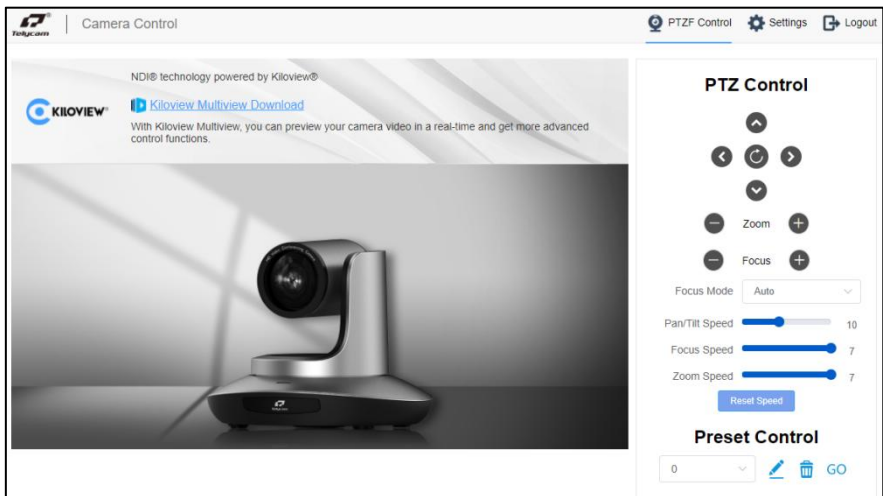 Telycam®
Camera Control
PTZF Control
Settings
Logout
NDI® technology powered by Kiloview®
KILOVIEW®
Kiloview Multiview Download
With Kiloview Multiview, you can preview your camera video in a real-time and get more advanced
control functions.
Telycam
PTZ Control
Zoom
Focus
Focus Mode Auto
Pan/Tilt Speed 10
Focus Speed 7
Zoom Speed 7
Reset Speed
Preset Control
0 GO